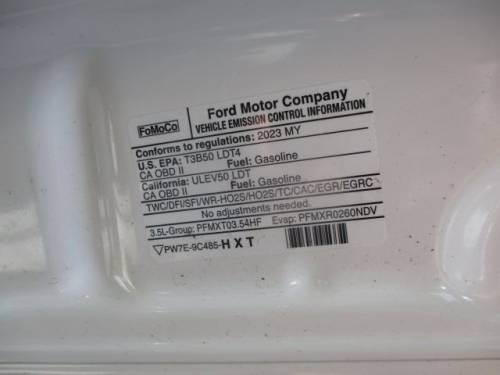 FoMoCo
Ford Motor Company
VEHICLE EMISSION CONTROL INFORMATION
Conforms to regulations: 2023 MY
U.S. EPA: T3B50 LDT4
CA OBD II Fuel: Gasoline
California: ULEV50 LDT
CA OBD II Fuel: Gasoline
TWC/DFI/SFI/WR-HO2S/HO2S/TC/CAC/EGR/EGRC
No adjustments needed.
3.5L-Group: PFMXT03.54HF Evap: PFMXR0260NDV
▽PW7E-9C485-HXT